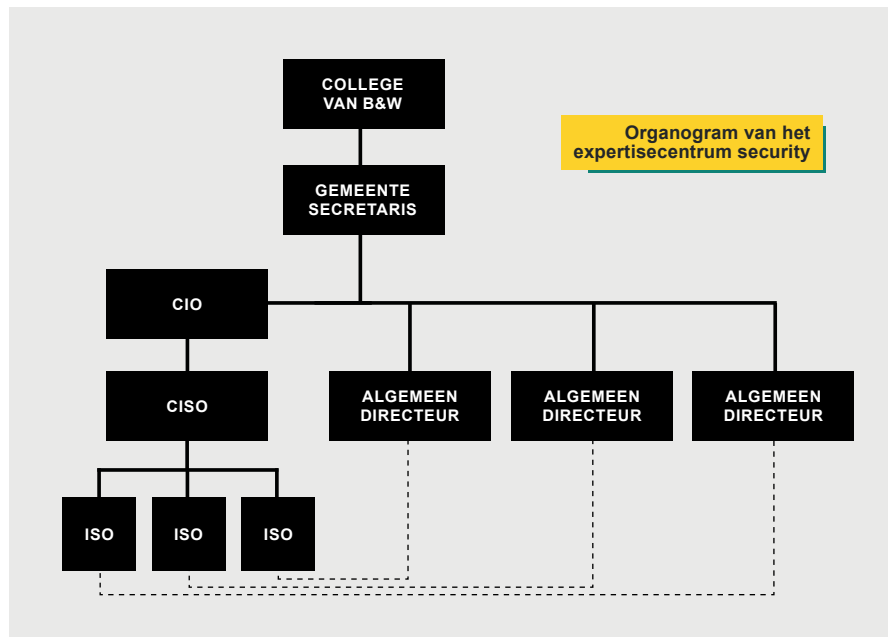 COLLEGE
VAN B&W
Organogram van het
expertisecentrum security
GEMEENTE
SECRETARIS
CIO
CISO
ALGEMEEN
DIRECTEUR
ALGEMEEN
DIRECTEUR
ALGEMEEN
DIRECTEUR
ISO
ISO
ISO